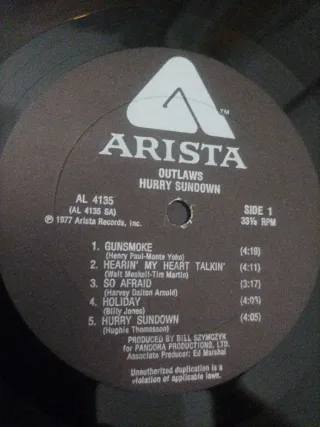 TM
ARISTA
OUTLAWS
HURRY SUNDOWN
AL 4135
(AL 4135 SA)
℗ 1977 Arista Records, Inc.
SIDE 1
33⅓ RPM
1. GUNSMOKE (4:19)
(Henry Paul-Monte Yoho)
2. HEARIN' MY HEART TALKIN' (4:11)
(Walt Meskell-Tim Martin)
3. SO AFRAID (3:17)
(Harvey Dalton Arnold)
4. HOLIDAY
(Billy Jones)
5. HURRY SUNDOWN (4:05)
(Hughie Thomasson)
PRODUCED BY BILL SZYMCZYK
for PANDORA PRODUCTIONS, LTD.
Associate Producer: Ed Mashal
Unauthorized duplication is a
violation of applicable laws.